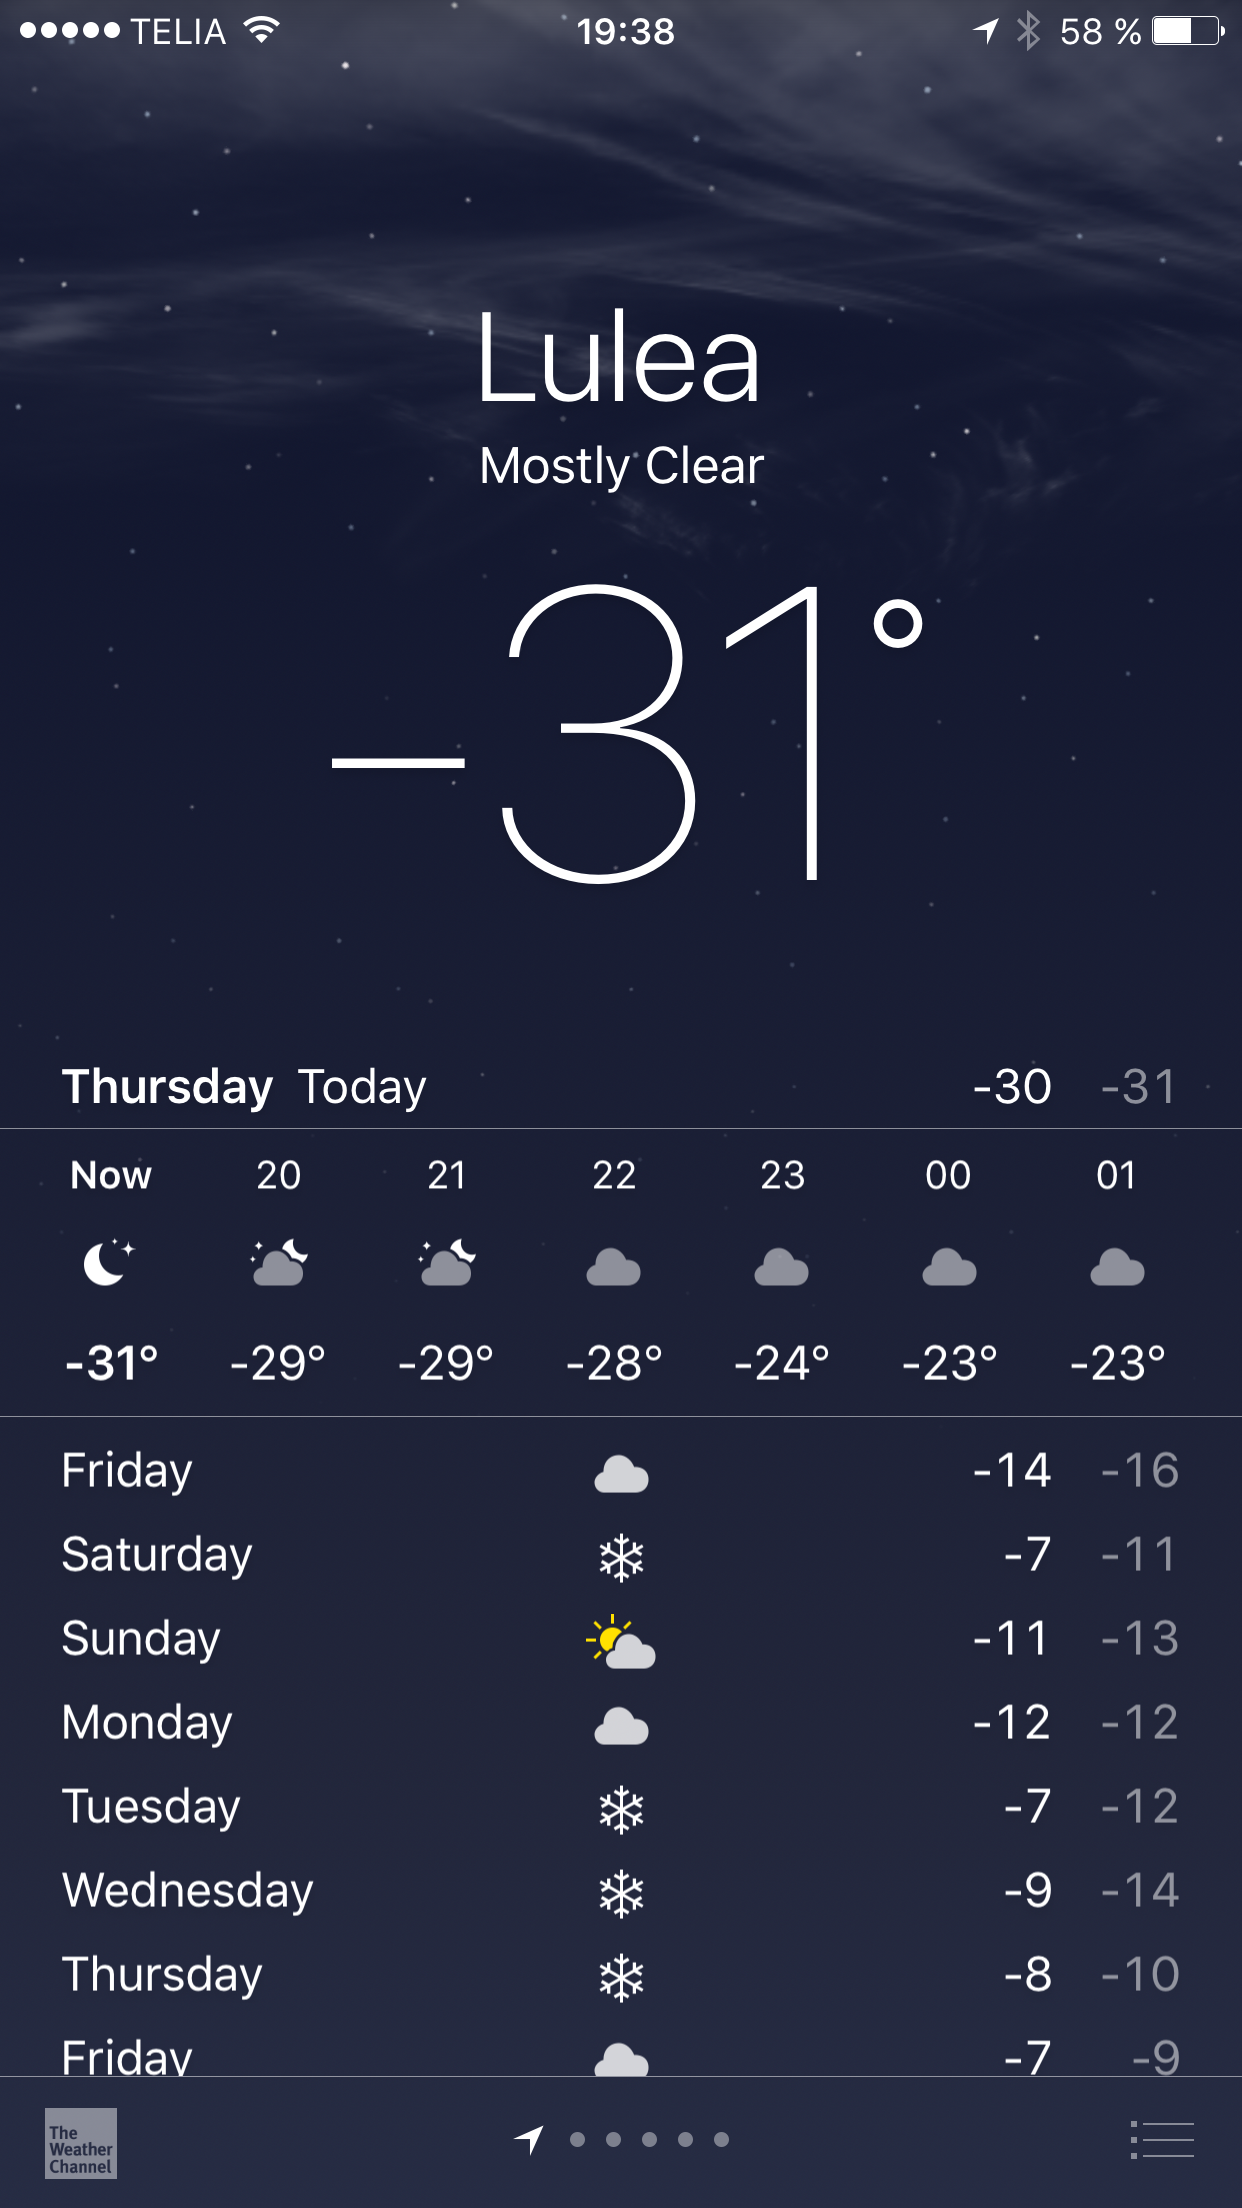 TELIA 19:38 58 %
Lulea
Mostly Clear
–31°
Thursday Today -30 -31
Now 20 21 22 23 00 01
-31° -29° -29° -28° -24° -23° -23°
Friday -14 -16
Saturday -7 -11
Sunday -11 -13
Monday -12 -12
Tuesday -7 -12
Wednesday -9 -14
Thursday -8 -10
Friday -7 -9
The
Weather
Channel